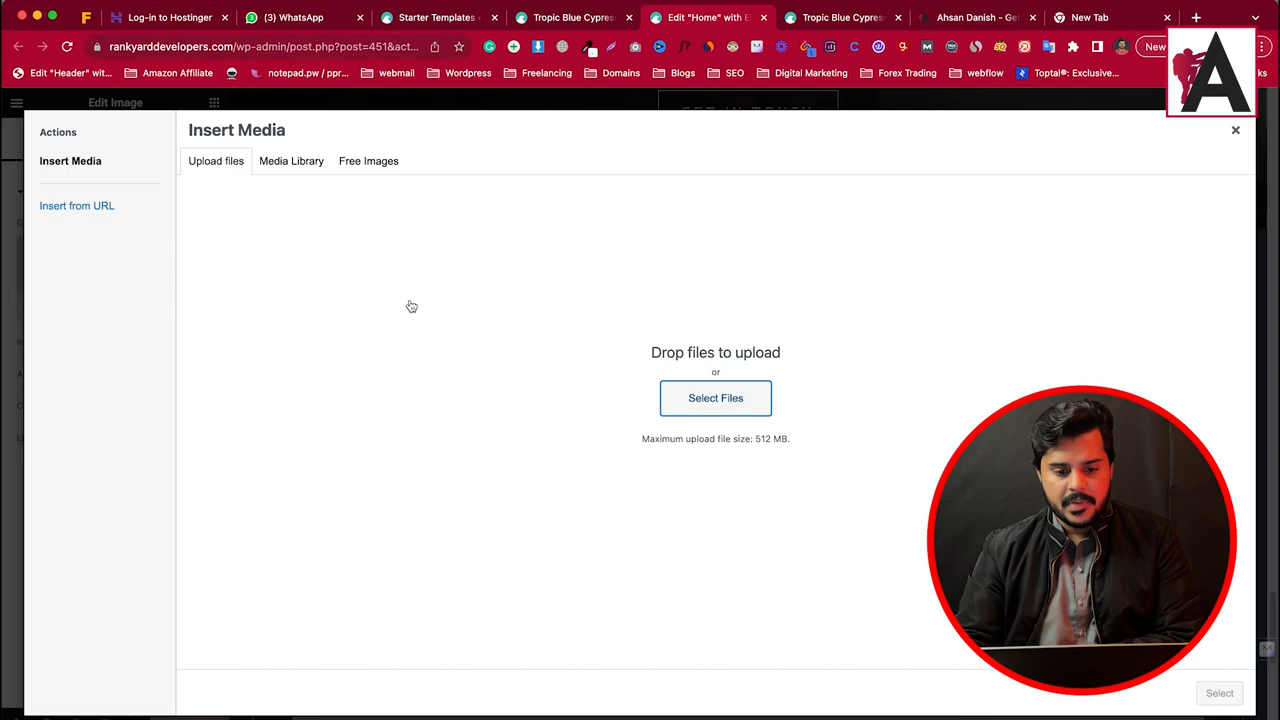 Log-in to Hostinger
(3) WhatsApp
Starter Templates
Tropic Blue Cypres
Edit "Home" with E
Tropic Blue Cypres
Ahsan Danish - Ge
New Tab
rankyarddevelopers.com/wp-admin/post.php?post=451&act...
New
Edit "Header" wit...
Amazon Affiliate
notepad.pw / ppr...
webmail
Wordpress
Freelancing
Domains
Blogs
SEO
Digital Marketing
Forex Trading
webflow
Toptal®: Exclusive...
A
Edit Image
GET IN TOUCH
Actions
Insert Media
Insert from URL
Insert Media
Upload files
Media Library
Free Images
Drop files to upload
or
Select Files
Maximum upload file size: 512 MB.
Select